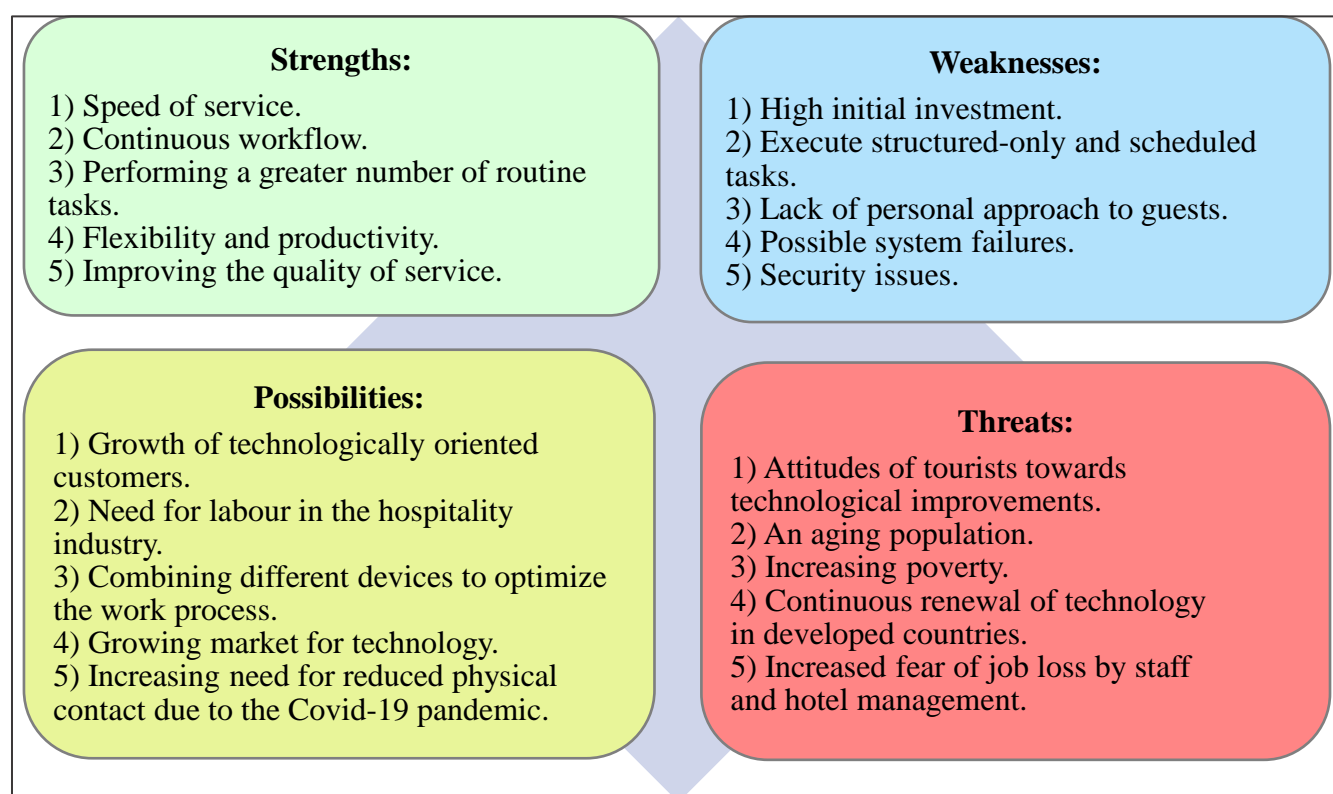 Strengths:
1) Speed of service.
2) Continuous workflow.
3) Performing a greater number of routine
tasks.
4) Flexibility and productivity.
5) Improving the quality of service.
Weaknesses:
1) High initial investment.
2) Execute structured-only and scheduled
tasks.
3) Lack of personal approach to guests.
4) Possible system failures.
5) Security issues.
Possibilities:
1) Growth of technologically oriented
customers.
2) Need for labour in the hospitality
industry.
3) Combining different devices to optimize
the work process.
4) Growing market for technology.
5) Increasing need for reduced physical
contact due to the Covid-19 pandemic.
Threats:
1) Attitudes of tourists towards
technological improvements.
2) An aging population.
3) Increasing poverty.
4) Continuous renewal of technology
in developed countries.
5) Increased fear of job loss by staff
and hotel management.